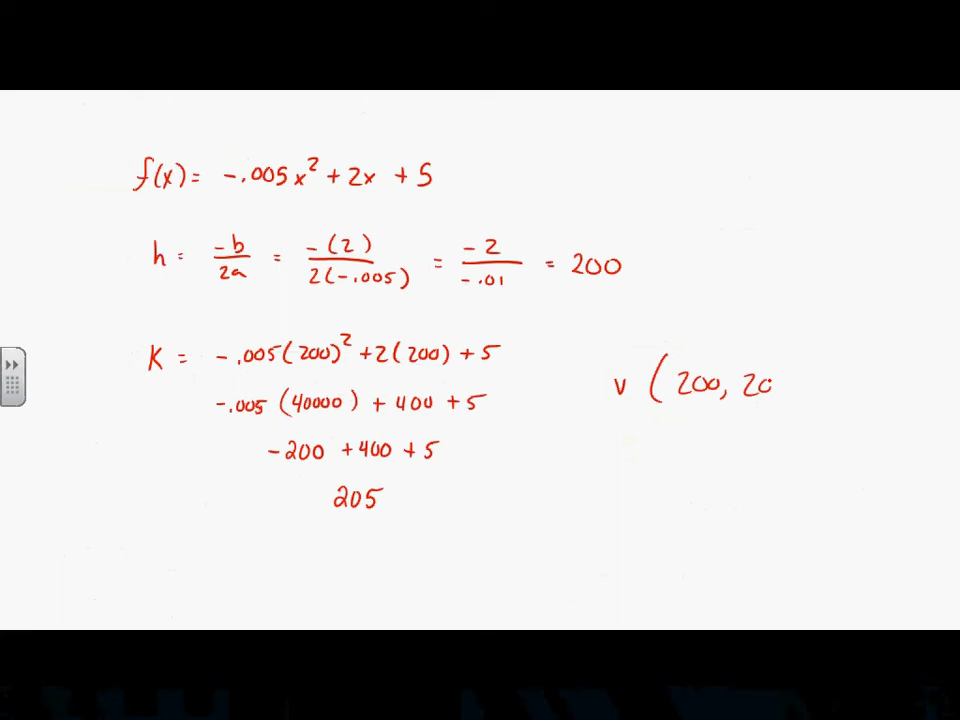 f(x) = -.005x² + 2x + 5
h = -b/2a = -(2)/2(-.005) = -2/-.01 = 200
K = -.005(200)² + 2(200) + 5
-.005 (40000) + 400 + 5
v (200, 20
-200 + 400 + 5
205